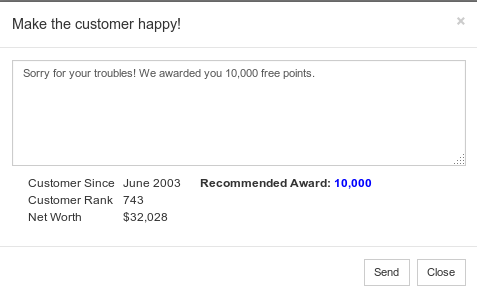 Make the customer happy!
×
Sorry for your troubles! We awarded you 10,000 free points.
Customer Since June 2003 Recommended Award: 10,000
Customer Rank 743
Net Worth $32,028
Send Close